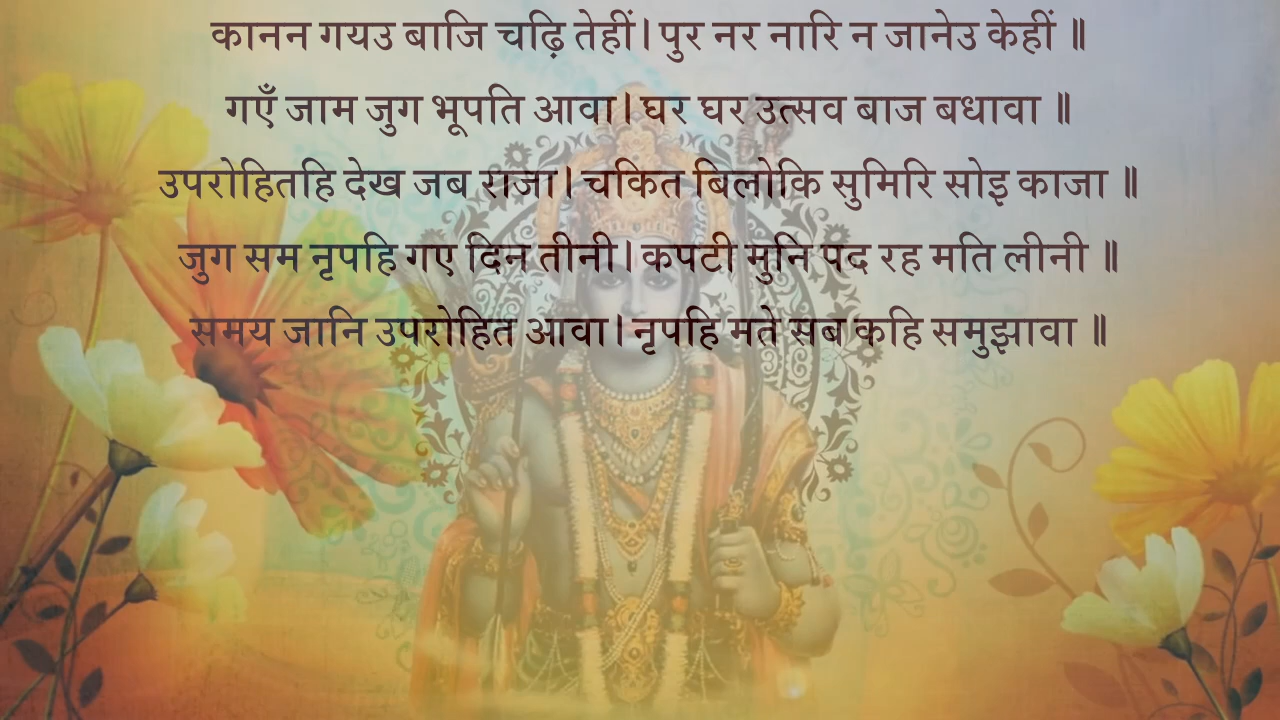 कानन गयउ बाजि चढ़ि तेहीं। पुर नर नारि न जानेउ केहीं ॥
गएँ जाम जुग भूपति आवा। घर घर उत्सव बाज बधावा ॥
उपरोहितहि देख जब राजा। चकित बिलोकि सुमिरि सोइ काजा ॥
जुग सम नृपहि गए दिन तीनी। कपटी मुनि पद रह मति लीनी ॥
समय जानि उपरोहित आवा। नृपहि मते सब कहि समुझावा ॥